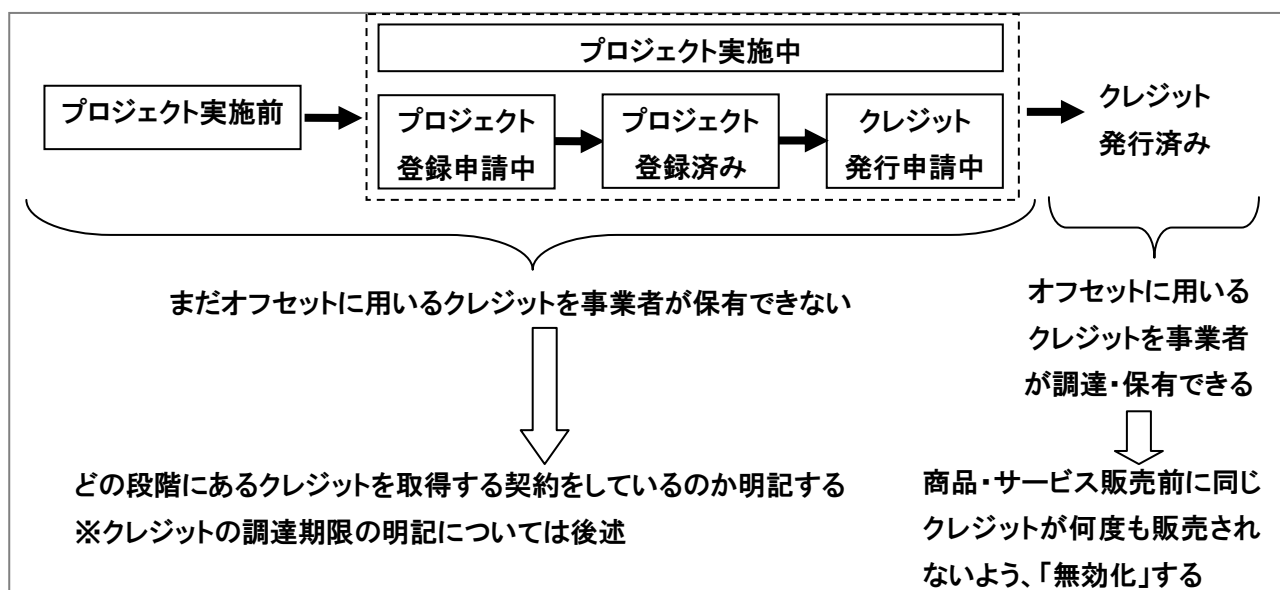 プロジェクト実施中
プロジェクト実施前
プロジェクト
登録申請中
プロジェクト
登録済み
クレジット
発行申請中
クレジット
発行済み
まだオフセットに用いるクレジットを事業者が保有できない
オフセットに用いる
クレジットを事業者
が調達・保有できる
どの段階にあるクレジットを取得する契約をしているのか明記する
※クレジットの調達期限の明記については後述
商品・サービス販売前に同じ
クレジットが何度も販売され
ないよう、「無効化」する